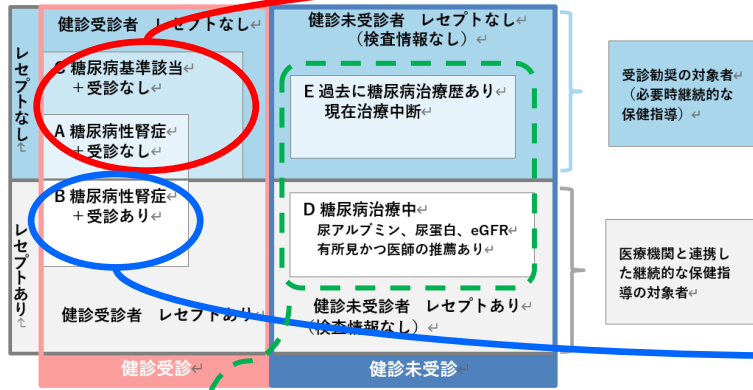 レセプトなし
レセプトあり
健診受診者　レセプトなし
C 糖尿病基準該当
＋受診なし
A 糖尿病性腎症
＋受診なし
B 糖尿病性腎症
＋受診あり
健診受診者　レセプトあり
健診受診
健診未受診者　レセプトなし
（検査情報なし）
E 過去に糖尿病治療歴あり
現在治療中断
D 糖尿病治療中
尿アルブミン、尿蛋白、eGFR
有所見かつ医師の推薦あり
健診未受診者　レセプトあり
（検査情報なし）
健診未受診
受診勧奨の対象者
（必要時継続的な
保健指導）
医療機関と連携し
た継続的な保健指
導の対象者